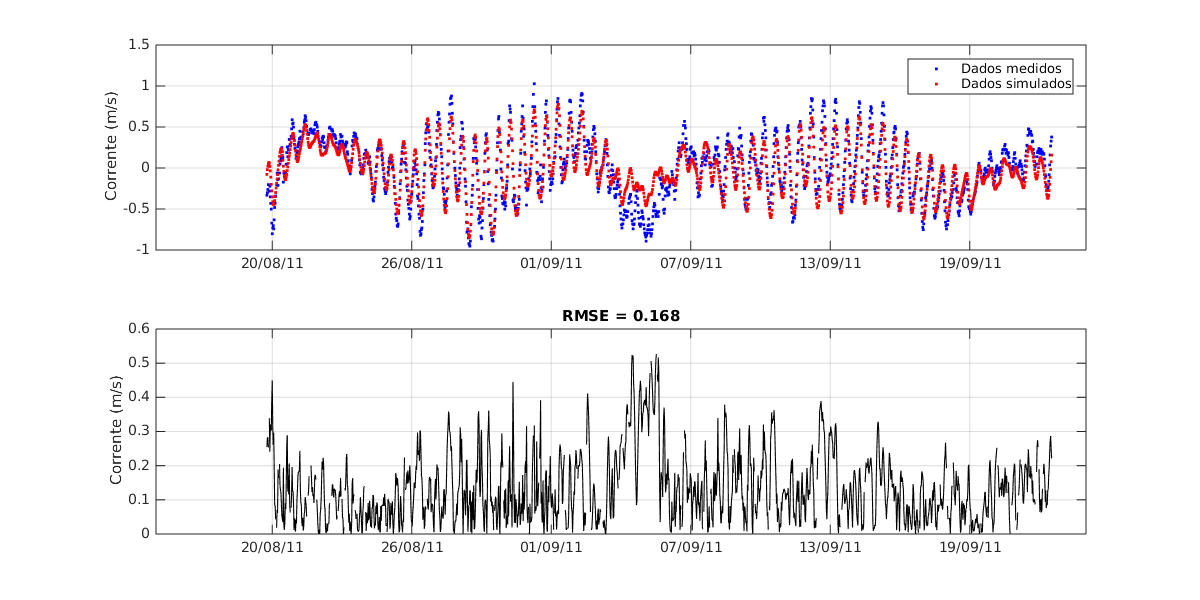 1.5
1
0.5
0
-0.5
-1
Corrente (m/s)
Dados medidos
Dados simulados
20/08/11 26/08/11 01/09/11 07/09/11 13/09/11 19/09/11
RMSE = 0.168
0.6
0.5
0.4
0.3
0.2
0.1
0
Corrente (m/s)
20/08/11 26/08/11 01/09/11 07/09/11 13/09/11 19/09/11